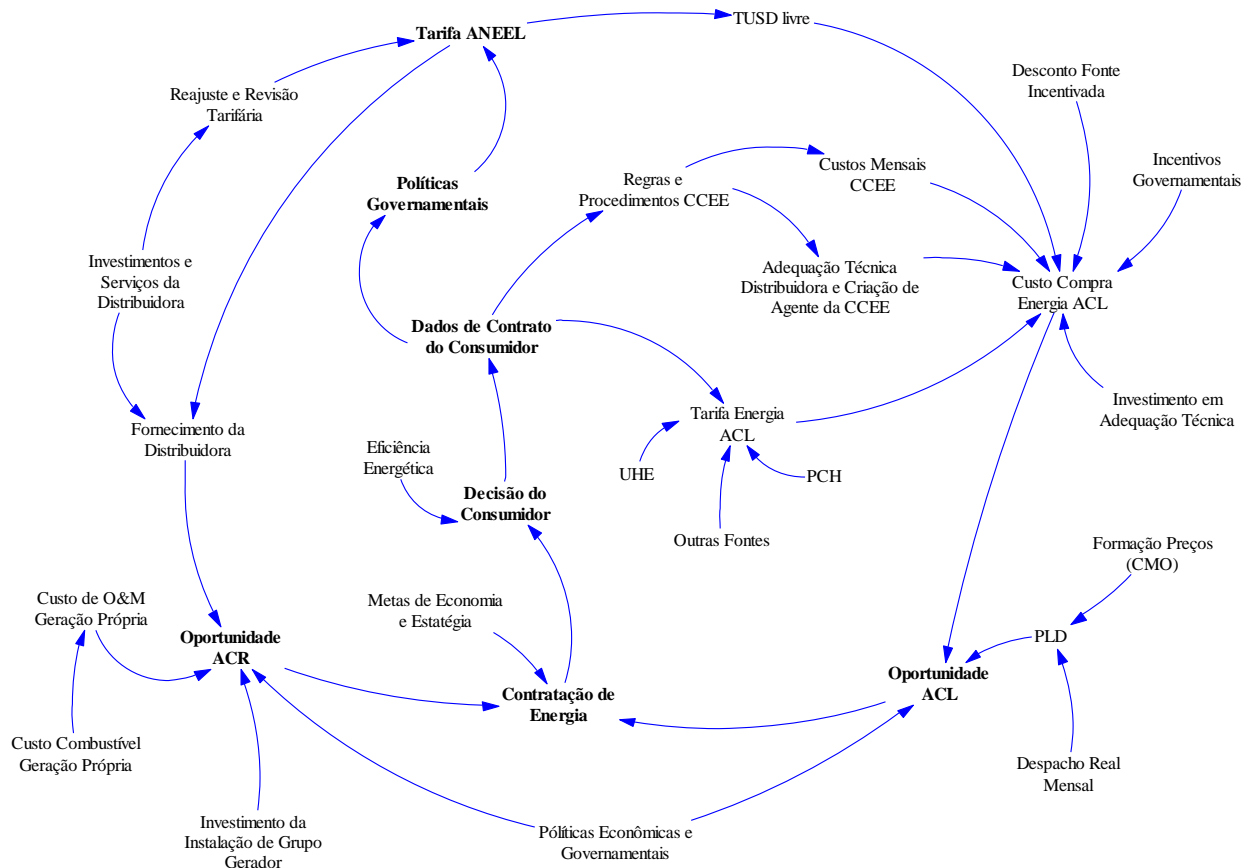 TUSD livre
Tarifa ANEEL
Desconto Fonte
Incentivada
Reajuste e Revisão
Tarifária
Custos Mensais
CCEE
Incentivos
Governamentais
Políticas
Governamentais
Regras e
Procedimentos CCEE
Investimentos e
Serviços da
Distribuidora
Adequação Técnica
Distribuidora e Criação de
Agente da CCEE
Custo Compra
Energia ACL
Dados de Contrato
do Consumidor
Investimento em
Adequação Técnica
Fornecimento da
Distribuidora
Tarifa Energia
ACL
Eficiência
Energética
UHE
PCH
Decisão do
Consumidor
Outras Fontes
Formação Preços
(CMO)
Custo de O&M
Geração Própria
Metas de Economia
e Estatégia
Oportunidade
ACR
PLD
Oportunidade
ACL
Contratação de
Energia
Custo Combustível
Geração Própria
Despacho Real
Mensal
Investimento da
Instalação de Grupo
Gerador
Póliticas Econômicas e
Governamentais